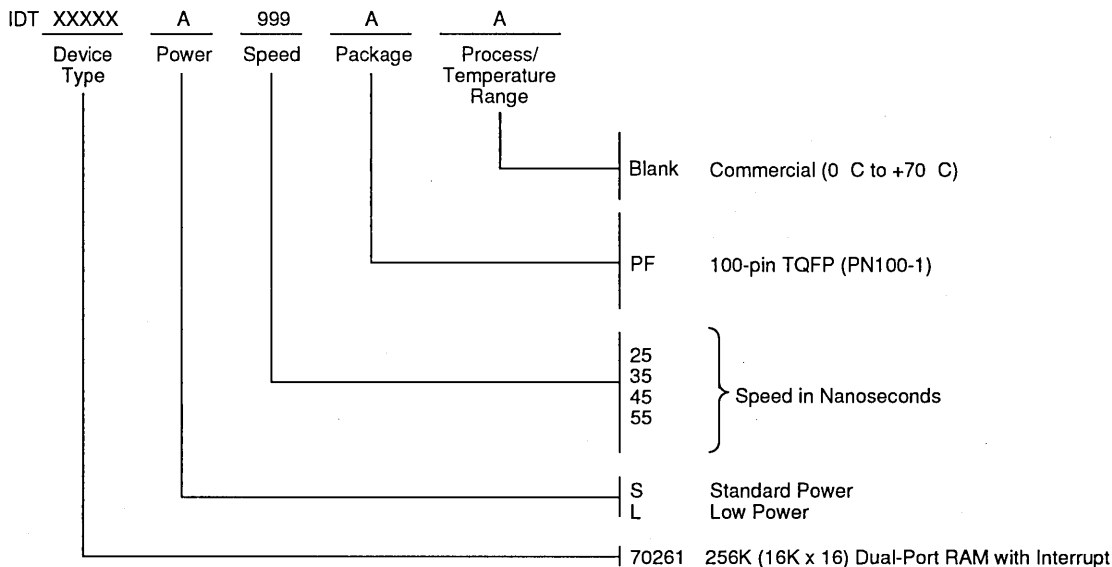 IDT XXXXX A 999 A A
Device Type Power Speed Package Process/ Temperature Range
Blank Commercial (0 C to +70 C)
PF 100-pin TQFP (PN100-1)
25
35
45
55
Speed in Nanoseconds
S Standard Power
L Low Power
70261 256K (16K x 16) Dual-Port RAM with Interrupt